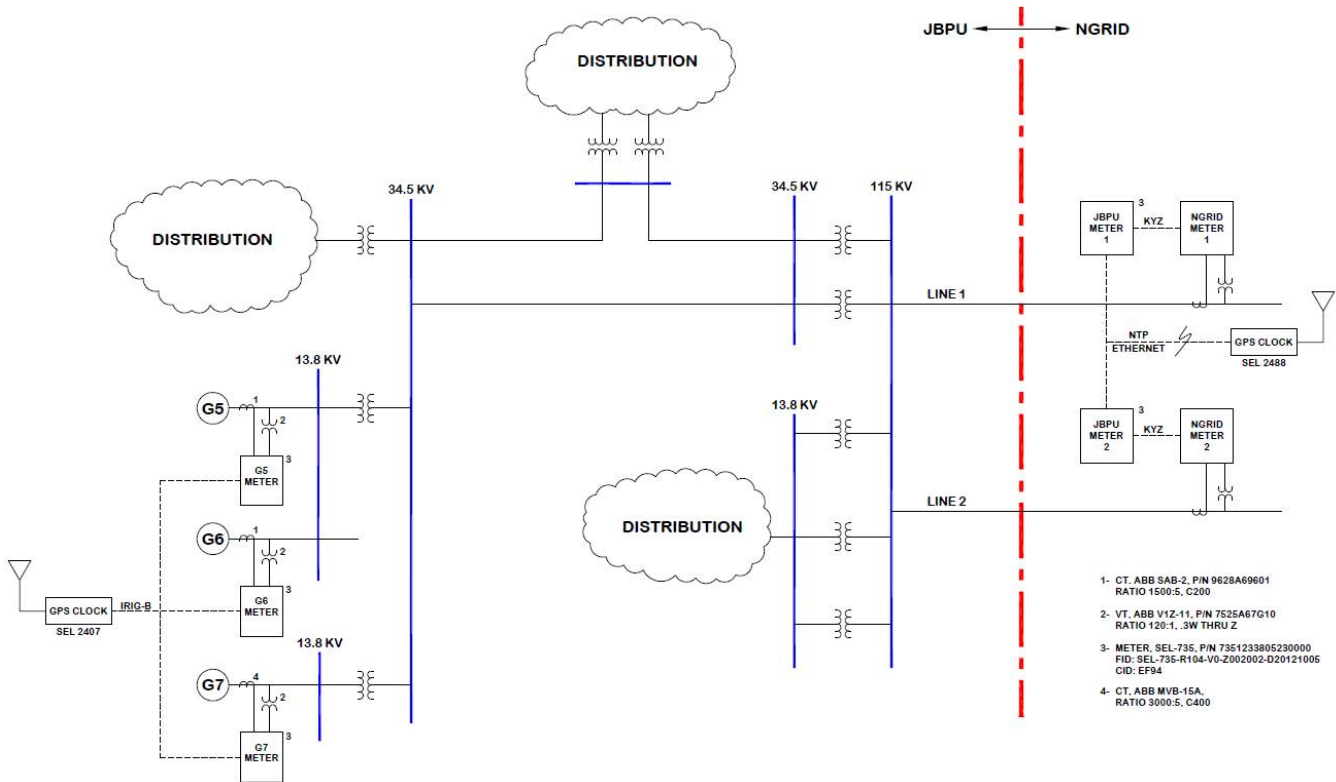 JBPU
NGRID
DISTRIBUTION
34.5 KV
34.5 KV
115 KV
DISTRIBUTION
3
JBPU
METER
1
KYZ
NGRID
METER
1
LINE 1
NTP
ETHERNET
GPS CLOCK
SEL 2488
13.8 KV
G5
1
2
G5
METER
3
13.8 KV
3
JBPU
METER
2
KYZ
NGRID
METER
2
LINE 2
DISTRIBUTION
G6
1
2
G6
METER
3
GPS CLOCK
SEL 2407
IRIG-B
13.8 KV
G7
4
2
G7
METER
3
1- CT, ABB SAB-2, P/N 9628A69601
RATIO 1500:5, C200
2- VT, ABB V1Z-11, P/N 7525A67G10
RATIO 120:1, .3W THRU Z
3- METER, SEL-735, P/N 7351233805230000
FID: SEL-735-R104-V0-Z002002-D20121005
CID: EF94
4- CT, ABB MVB-15A,
RATIO 3000:5, C400